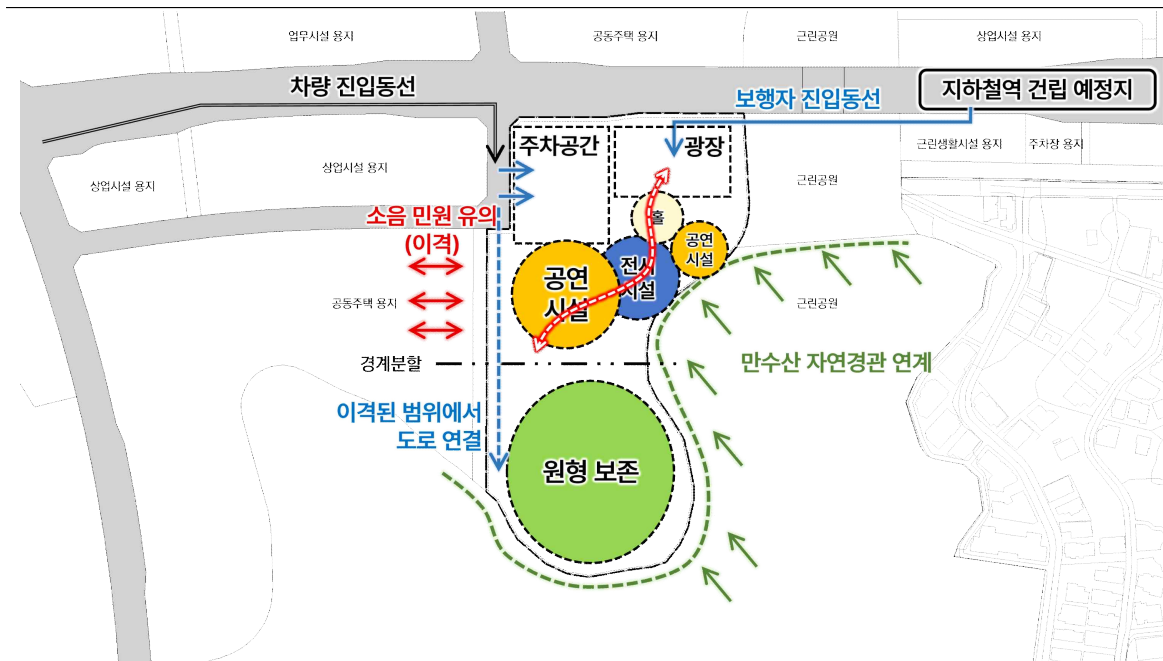 업무시설 용지
공동주택 용지
근린공원
상업시설 용지
차량 진입동선
보행자 진입동선
지하철역 건립 예정지
주차공간
광장
근린생활시설 용지
주차장 용지
상업시설 용지
상업시설 용지
근린공원
소음 민원 유의
(이격)
홀
공연
시설
전시
시설
공연
시설
공동주택 용지
근린공원
경계분할
만수산 자연경관 연계
이격된 범위에서
도로 연결
원형 보존